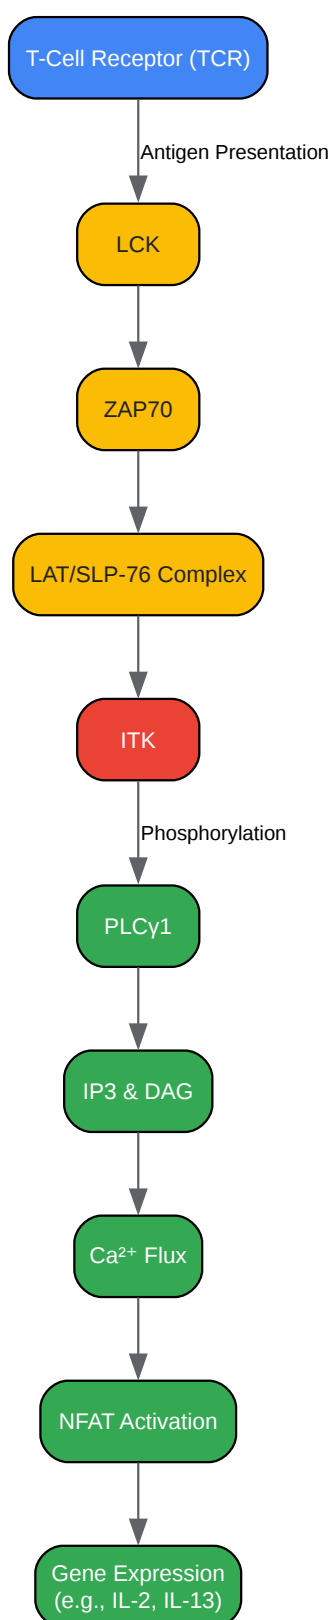 T-Cell Receptor (TCR)
Antigen Presentation
LCK
ZAP70
LAT/SLP-76 Complex
ITK
Phosphorylation
PLCγ1
IP3 & DAG
Ca²⁺ Flux
NFAT Activation
Gene Expression
(e.g., IL-2, IL-13)